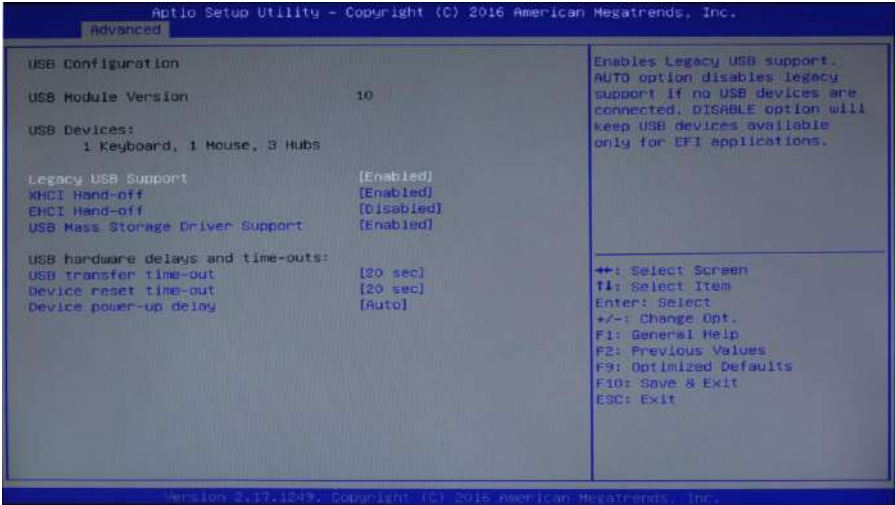 Aptio Setup Utility – Copyright (C) 2016 American Megatrends, Inc.
Advanced
USB Configuration
USB Module Version 10
USB Devices:
1 Keyboard, 1 Mouse, 3 Hubs
Legacy USB Support [Enabled]
XHCI Hand-off [Enabled]
EHCI Hand-off [Disabled]
USB Mass Storage Driver Support [Enabled]
USB hardware delays and time-outs:
USB transfer time-out [20 sec]
Device reset time-out [20 sec]
Device power-up delay [Auto]
Enables Legacy USB support.
AUTO option disables legacy
support if no USB devices are
connected. DISABLE option will
keep USB devices available
only for EFI applications.
→←: Select Screen
↑↓: Select Item
Enter: Select
+/-: Change Opt.
F1: General Help
F2: Previous Values
F9: Optimized Defaults
F10: Save & Exit
ESC: Exit
Version 2.17.1249. Copyright (C) 2016 American Megatrends, Inc.